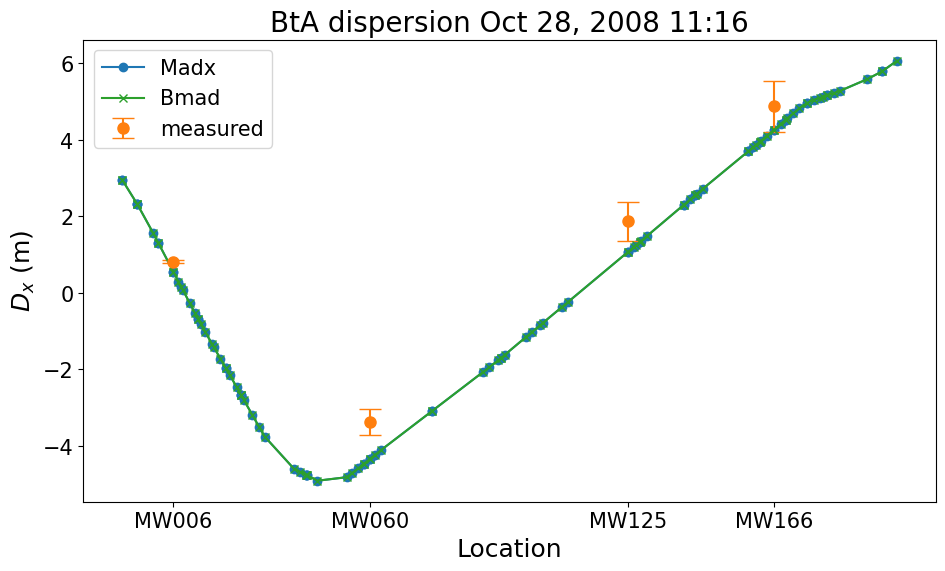 BtA dispersion Oct 28, 2008 11:16
Madx
Bmad
measured
D_x (m)
6
4
2
0
−2
−4
MW006 MW060 MW125 MW166
Location